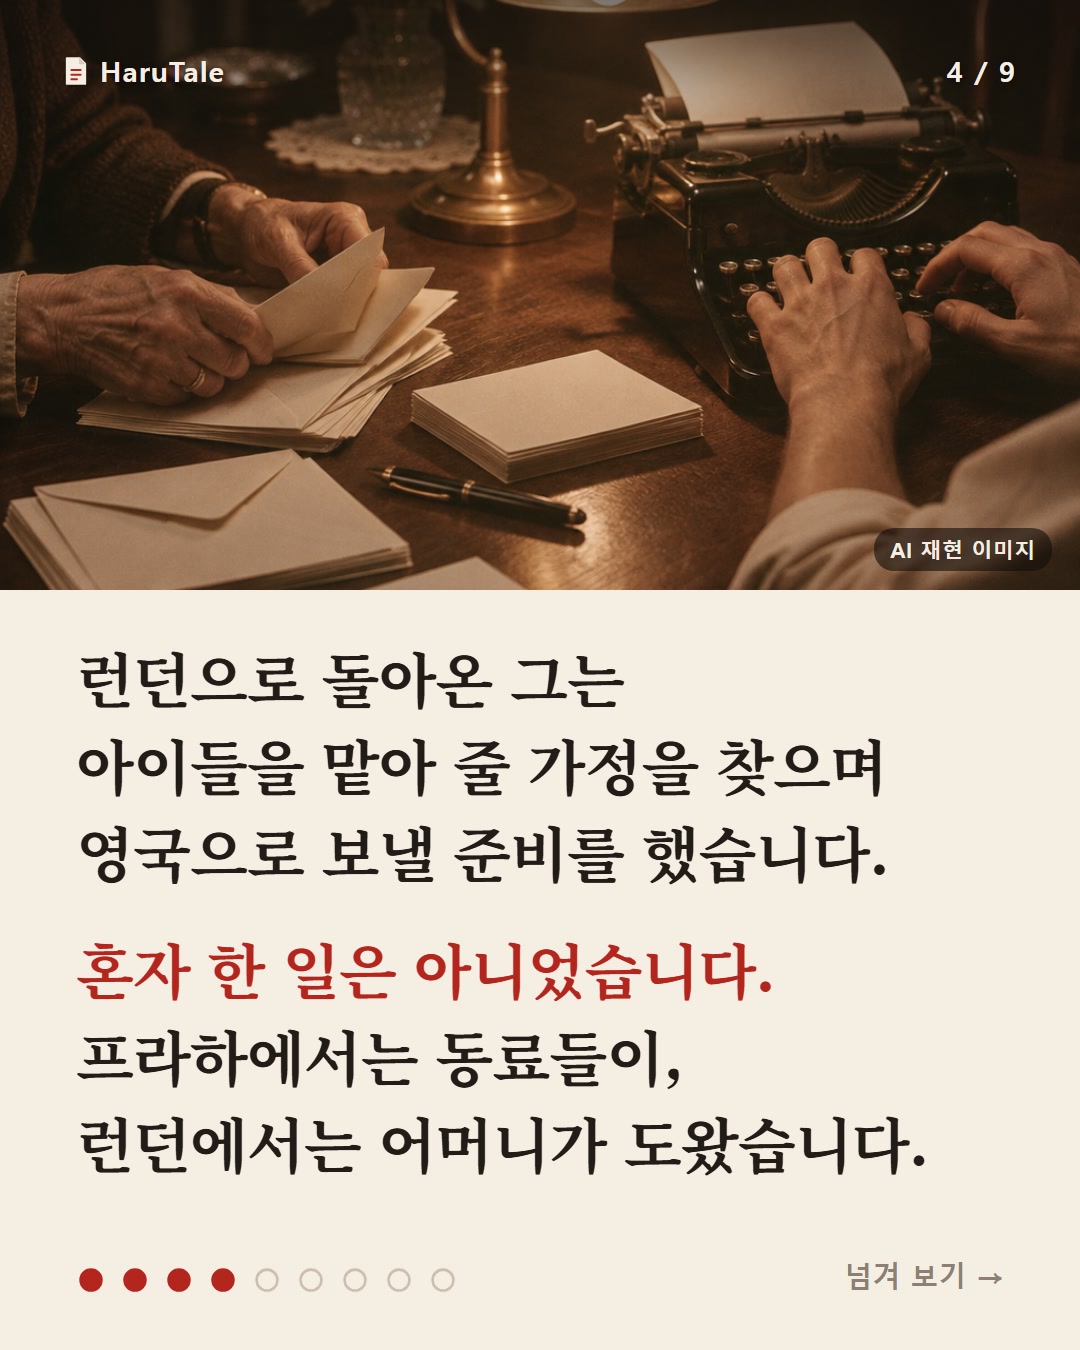 HaruTale
4 / 9
AI 재현 이미지
런던으로 돌아온 그는
아이들을 맡아 줄 가정을 찾으며
영국으로 보낼 준비를 했습니다.
혼자 한 일은 아니었습니다.
프라하에서는 동료들이,
런던에서는 어머니가 도왔습니다.
넘겨 보기 →